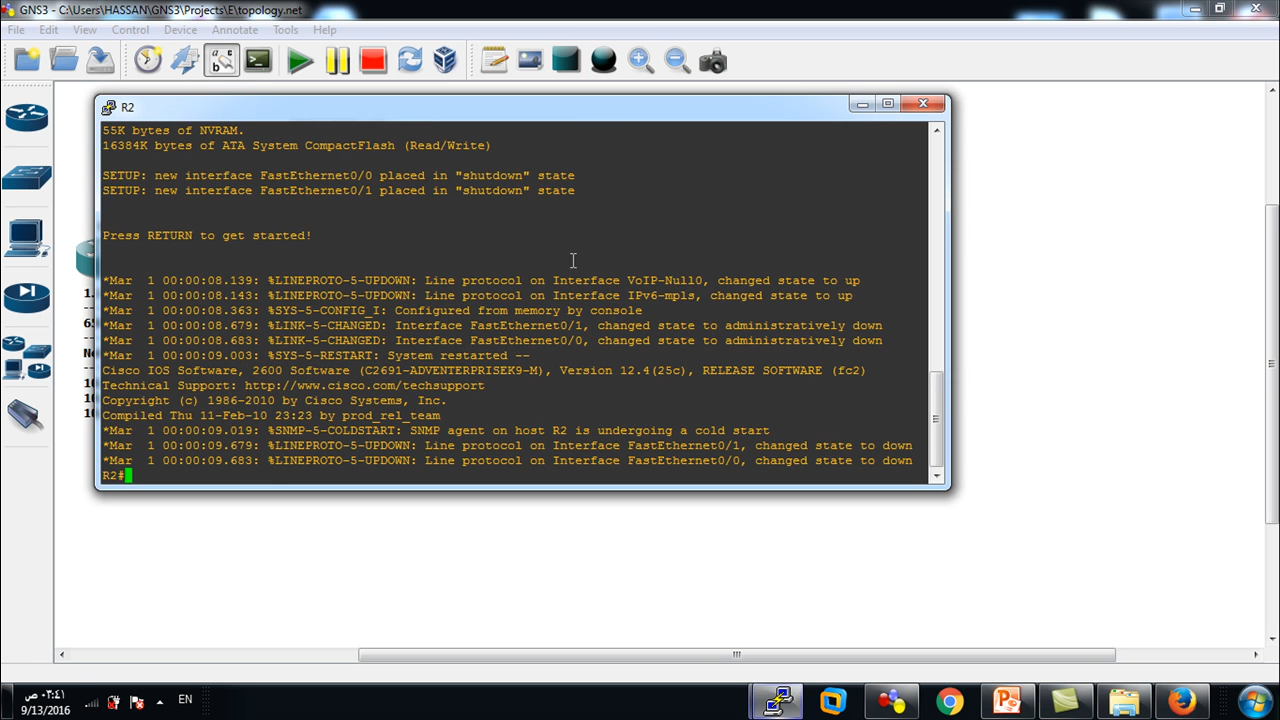 GNS3 - C:\Users\HASSAN\GNS3\Projects\E\topology.net
File Edit View Control Device Annotate Tools Help
R2
55K bytes of NVRAM.
16384K bytes of ATA System CompactFlash (Read/Write)
SETUP: new interface FastEthernet0/0 placed in "shutdown" state
SETUP: new interface FastEthernet0/1 placed in "shutdown" state
Press RETURN to get started!
*Mar  1 00:00:08.139: %LINEPROTO-5-UPDOWN: Line protocol on Interface VoIP-Null0, changed state to up
*Mar  1 00:00:08.143: %LINEPROTO-5-UPDOWN: Line protocol on Interface IPv6-mpls, changed state to up
*Mar  1 00:00:08.363: %SYS-5-CONFIG_I: Configured from memory by console
*Mar  1 00:00:08.679: %LINK-5-CHANGED: Interface FastEthernet0/1, changed state to administratively down
*Mar  1 00:00:08.683: %LINK-5-CHANGED: Interface FastEthernet0/0, changed state to administratively down
*Mar  1 00:00:09.003: %SYS-5-RESTART: System restarted --
Cisco IOS Software, 2600 Software (C2691-ADVENTERPRISEK9-M), Version 12.4(25c), RELEASE SOFTWARE (fc2)
Technical Support: http://www.cisco.com/techsupport
Copyright (c) 1986-2010 by Cisco Systems, Inc.
Compiled Thu 11-Feb-10 23:23 by prod_rel_team
*Mar  1 00:00:09.019: %SNMP-5-COLDSTART: SNMP agent on host R2 is undergoing a cold start
*Mar  1 00:00:09.679: %LINEPROTO-5-UPDOWN: Line protocol on Interface FastEthernet0/1, changed state to down
*Mar  1 00:00:09.683: %LINEPROTO-5-UPDOWN: Line protocol on Interface FastEthernet0/0, changed state to down
R2#
1.
--
65
--
Ne
--
10
10
10
٠٣:٤١ ص
9/13/2016
EN